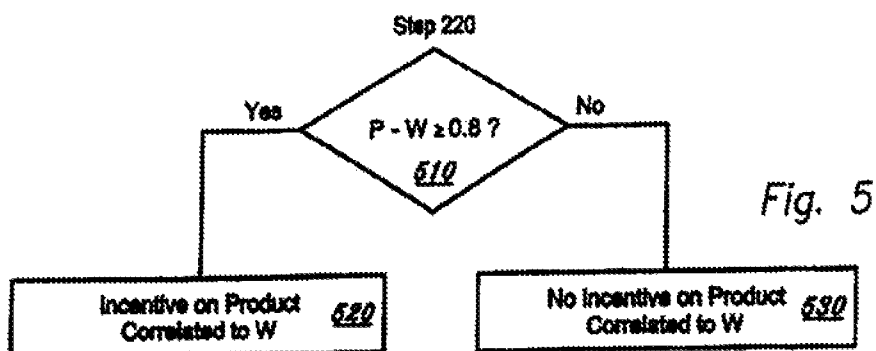 Step 220
Yes
No
P - W ≥ 0.8 ?
510
Fig. 5
Incentive on Product
Correlated to W
520
No Incentive on Product
Correlated to W
530